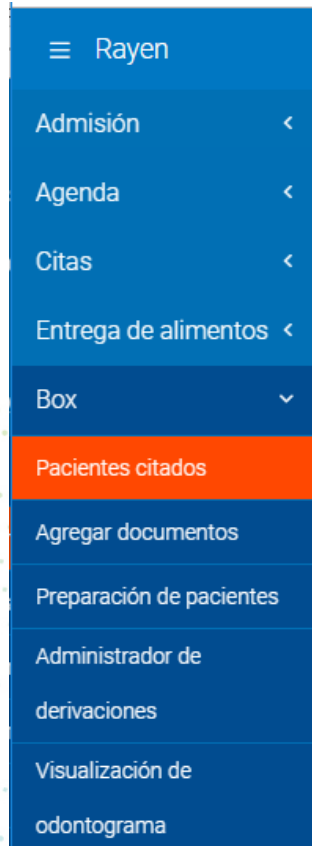 Rayen
Admisión
Agenda
Citas
Entrega de alimentos
Box
Pacientes citados
Agregar documentos
Preparación de pacientes
Administrador de
derivaciones
Visualización de
odontograma